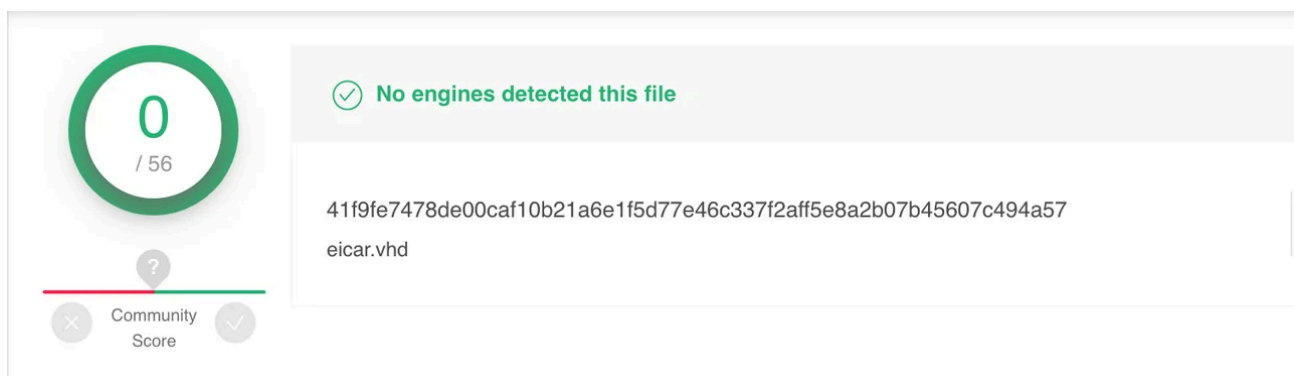 0
/ 56
No engines detected this file
41f9fe7478de00caf10b21a6e1f5d77e46c337f2aff5e8a2b07b45607c494a57
eicar.vhd
?
Community
Score